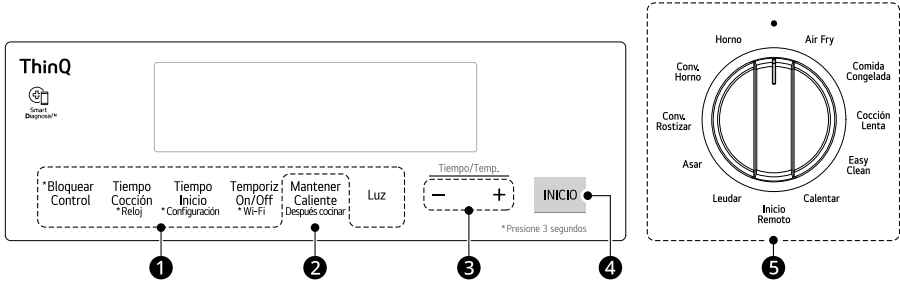 ThinQ
Smart
Diagnosis™
*Bloquear
Control
Tiempo
Cocción
*Reloj
Tiempo
Inicio
*Configuración
Temporiz
On/Off
*Wi-Fi
Mantener
Caliente
Después cocinar
Luz
Tiempo/Temp.
− +
INICIO
*Presione 3 segundos
1
2
3
4
Horno
Air Fry
Conv.
Horno
Comida
Congelada
Conv.
Rostizar
Cocción
Lenta
Asar
Easy
Clean
Leudar
Inicio
Remoto
Calentar
5